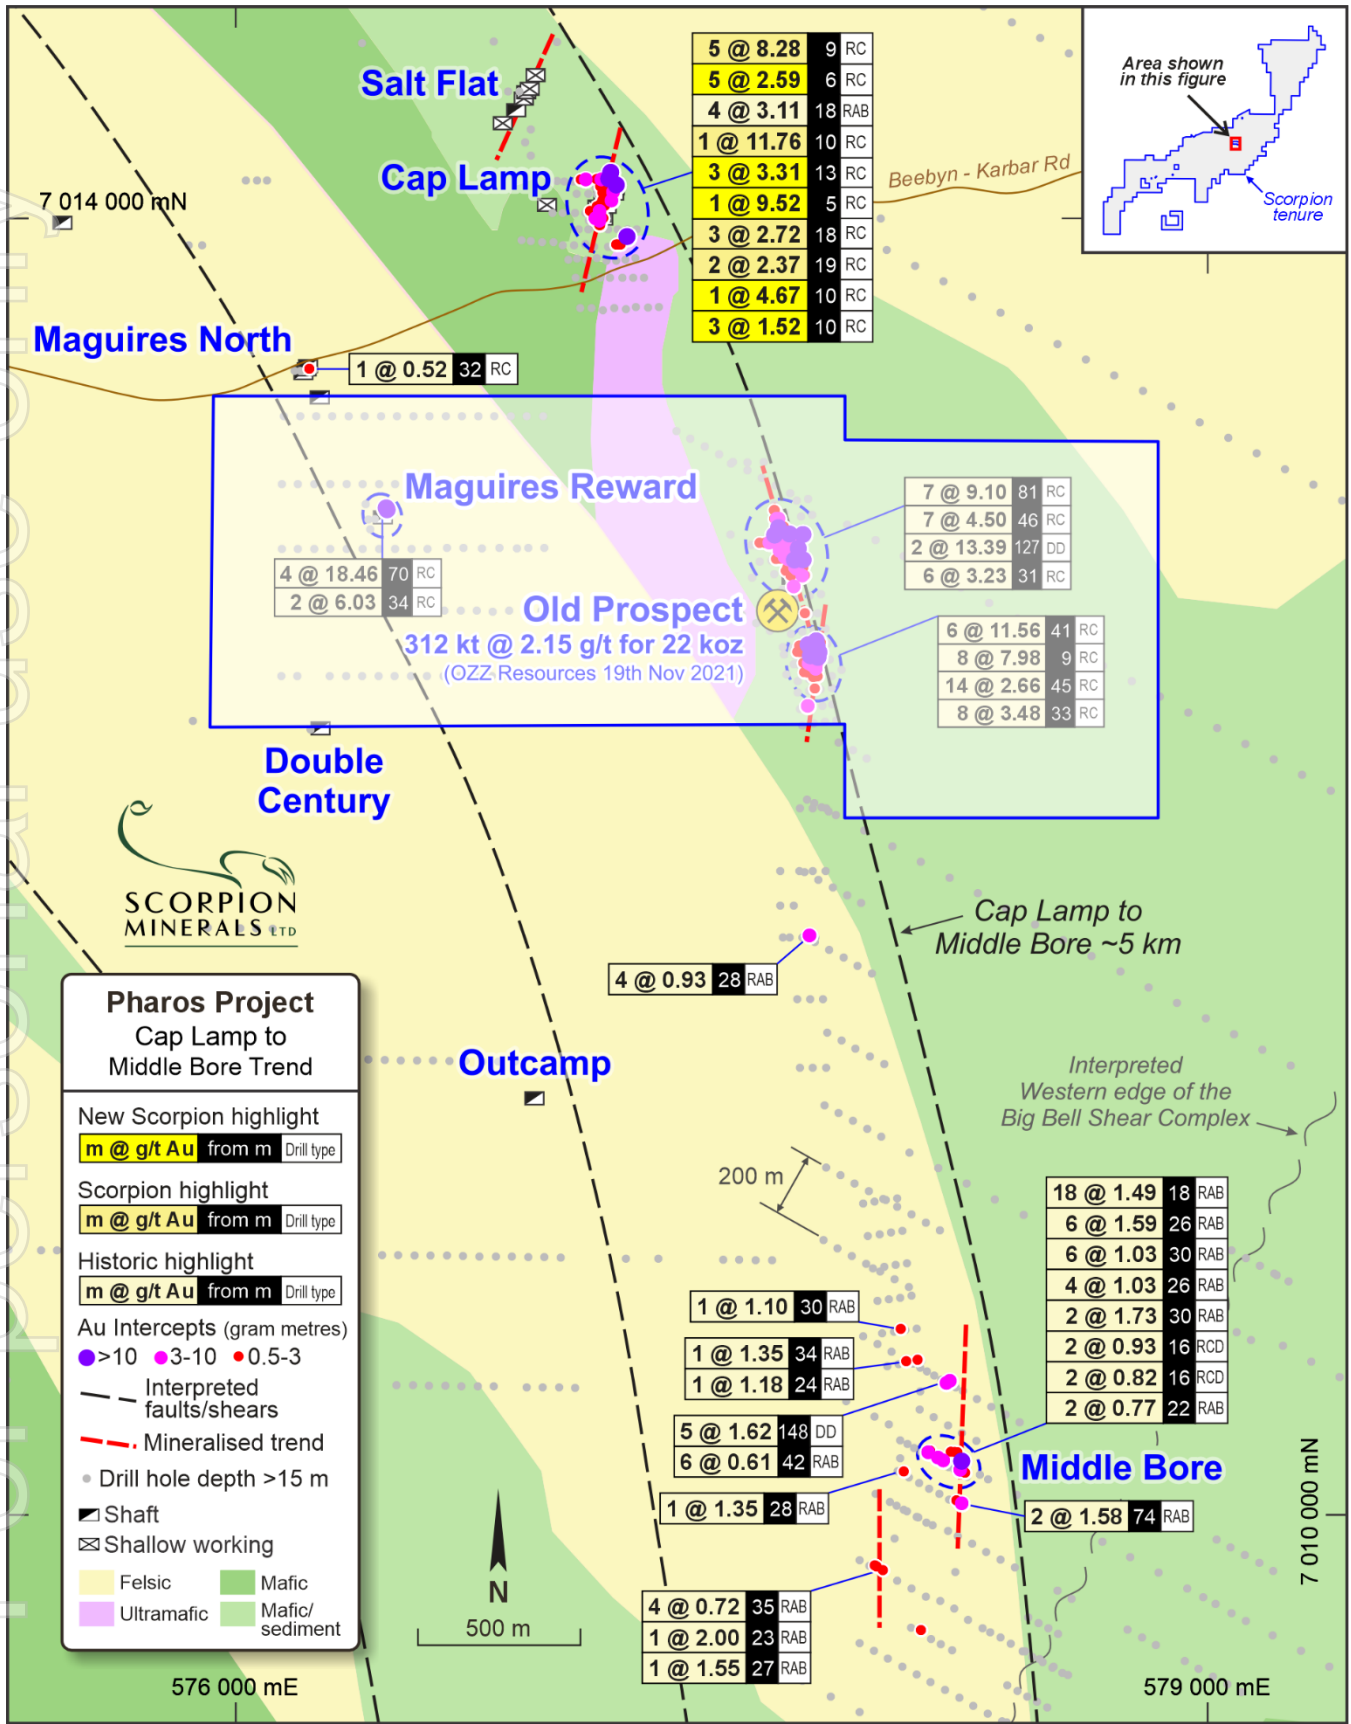 Salt Flat
Cap Lamp
7 014 000 mN
5 @ 8.28 9 RC
5 @ 2.59 6 RC
4 @ 3.11 18 RAB
1 @ 11.76 10 RC
3 @ 3.31 13 RC
1 @ 9.52 5 RC
3 @ 2.72 18 RC
2 @ 2.37 19 RC
1 @ 4.67 10 RC
3 @ 1.52 10 RC
Beebyn - Karbar Rd
Area shown
in this figure
Scorpion
tenure
Maguires North
1 @ 0.52 32 RC
Maguires Reward
4 @ 18.46 70 RC
2 @ 6.03 34 RC
7 @ 9.10 81 RC
7 @ 4.50 46 RC
2 @ 13.39 127 DD
6 @ 3.23 31 RC
Old Prospect
312 kt @ 2.15 g/t for 22 koz
(OZZ Resources 19th Nov 2021)
6 @ 11.56 41 RC
8 @ 7.98 9 RC
14 @ 2.66 45 RC
8 @ 3.48 33 RC
Double
Century
SCORPION
MINERALS LTD
Cap Lamp to
Middle Bore ~5 km
4 @ 0.93 28 RAB
Outcamp
Interpreted
Western edge of the
Big Bell Shear Complex
200 m
18 @ 1.49 18 RAB
6 @ 1.59 26 RAB
6 @ 1.03 30 RAB
4 @ 1.03 26 RAB
2 @ 1.73 30 RAB
2 @ 0.93 16 RCD
2 @ 0.82 16 RCD
2 @ 0.77 22 RAB
1 @ 1.10 30 RAB
1 @ 1.35 34 RAB
1 @ 1.18 24 RAB
5 @ 1.62 148 DD
6 @ 0.61 42 RAB
Middle Bore
1 @ 1.35 28 RAB
2 @ 1.58 74 RAB
4 @ 0.72 35 RAB
1 @ 2.00 23 RAB
1 @ 1.55 27 RAB
7 010 000 mN
N
500 m
Pharos Project
Cap Lamp to
Middle Bore Trend
New Scorpion highlight
m @ g/t Au from m Drill type
Scorpion highlight
m @ g/t Au from m Drill type
Historic highlight
m @ g/t Au from m Drill type
Au Intercepts (gram metres)
>10 3-10 0.5-3
Interpreted
faults/shears
Mineralised trend
Drill hole depth >15 m
Shaft
Shallow working
Felsic Mafic
Ultramafic Mafic/
sediment
576 000 mE
579 000 mE